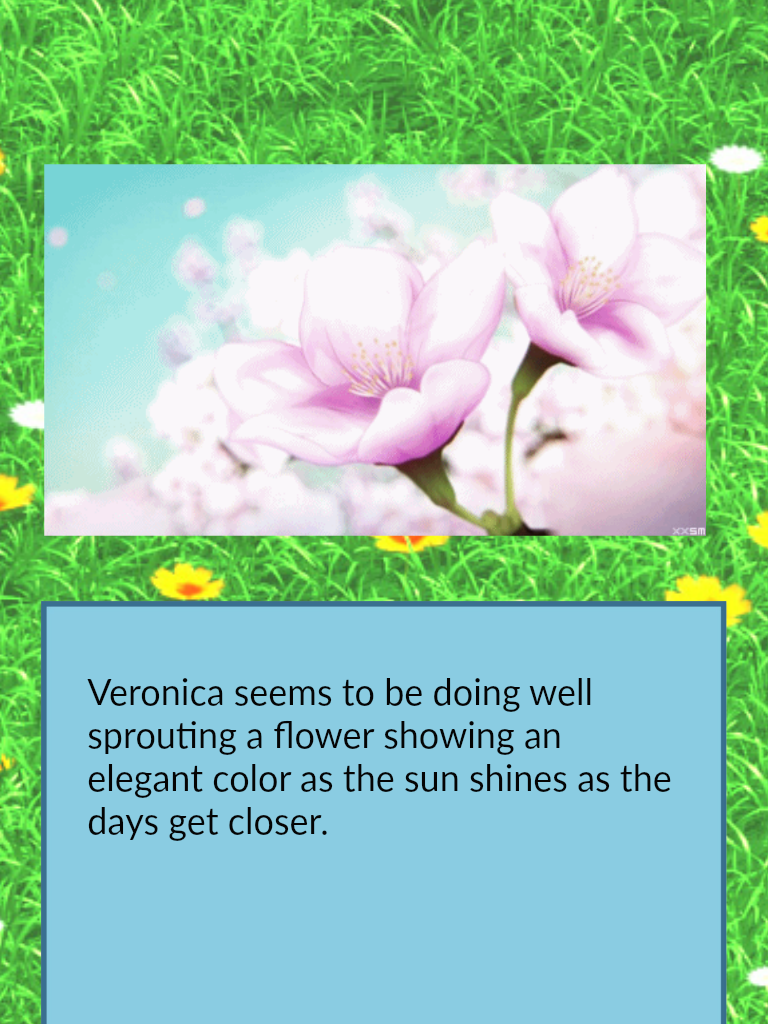 xxsm
Veronica seems to be doing well
sprouting a flower showing an
elegant color as the sun shines as the
days get closer.